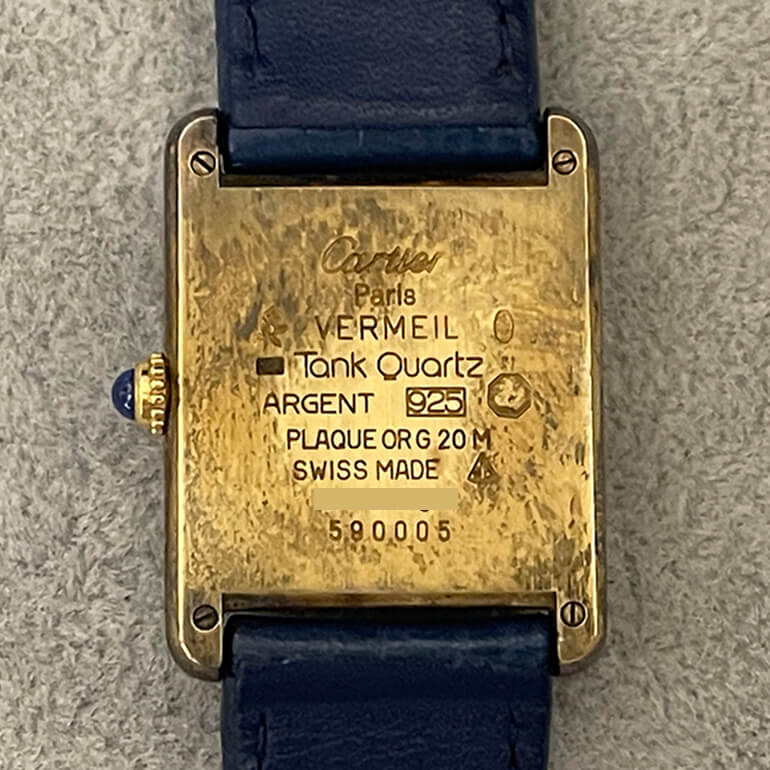 Cartier
Paris
VERMEIL
Tank Quartz
ARGENT 925
PLAQUE OR G 20 M
SWISS MADE
590005